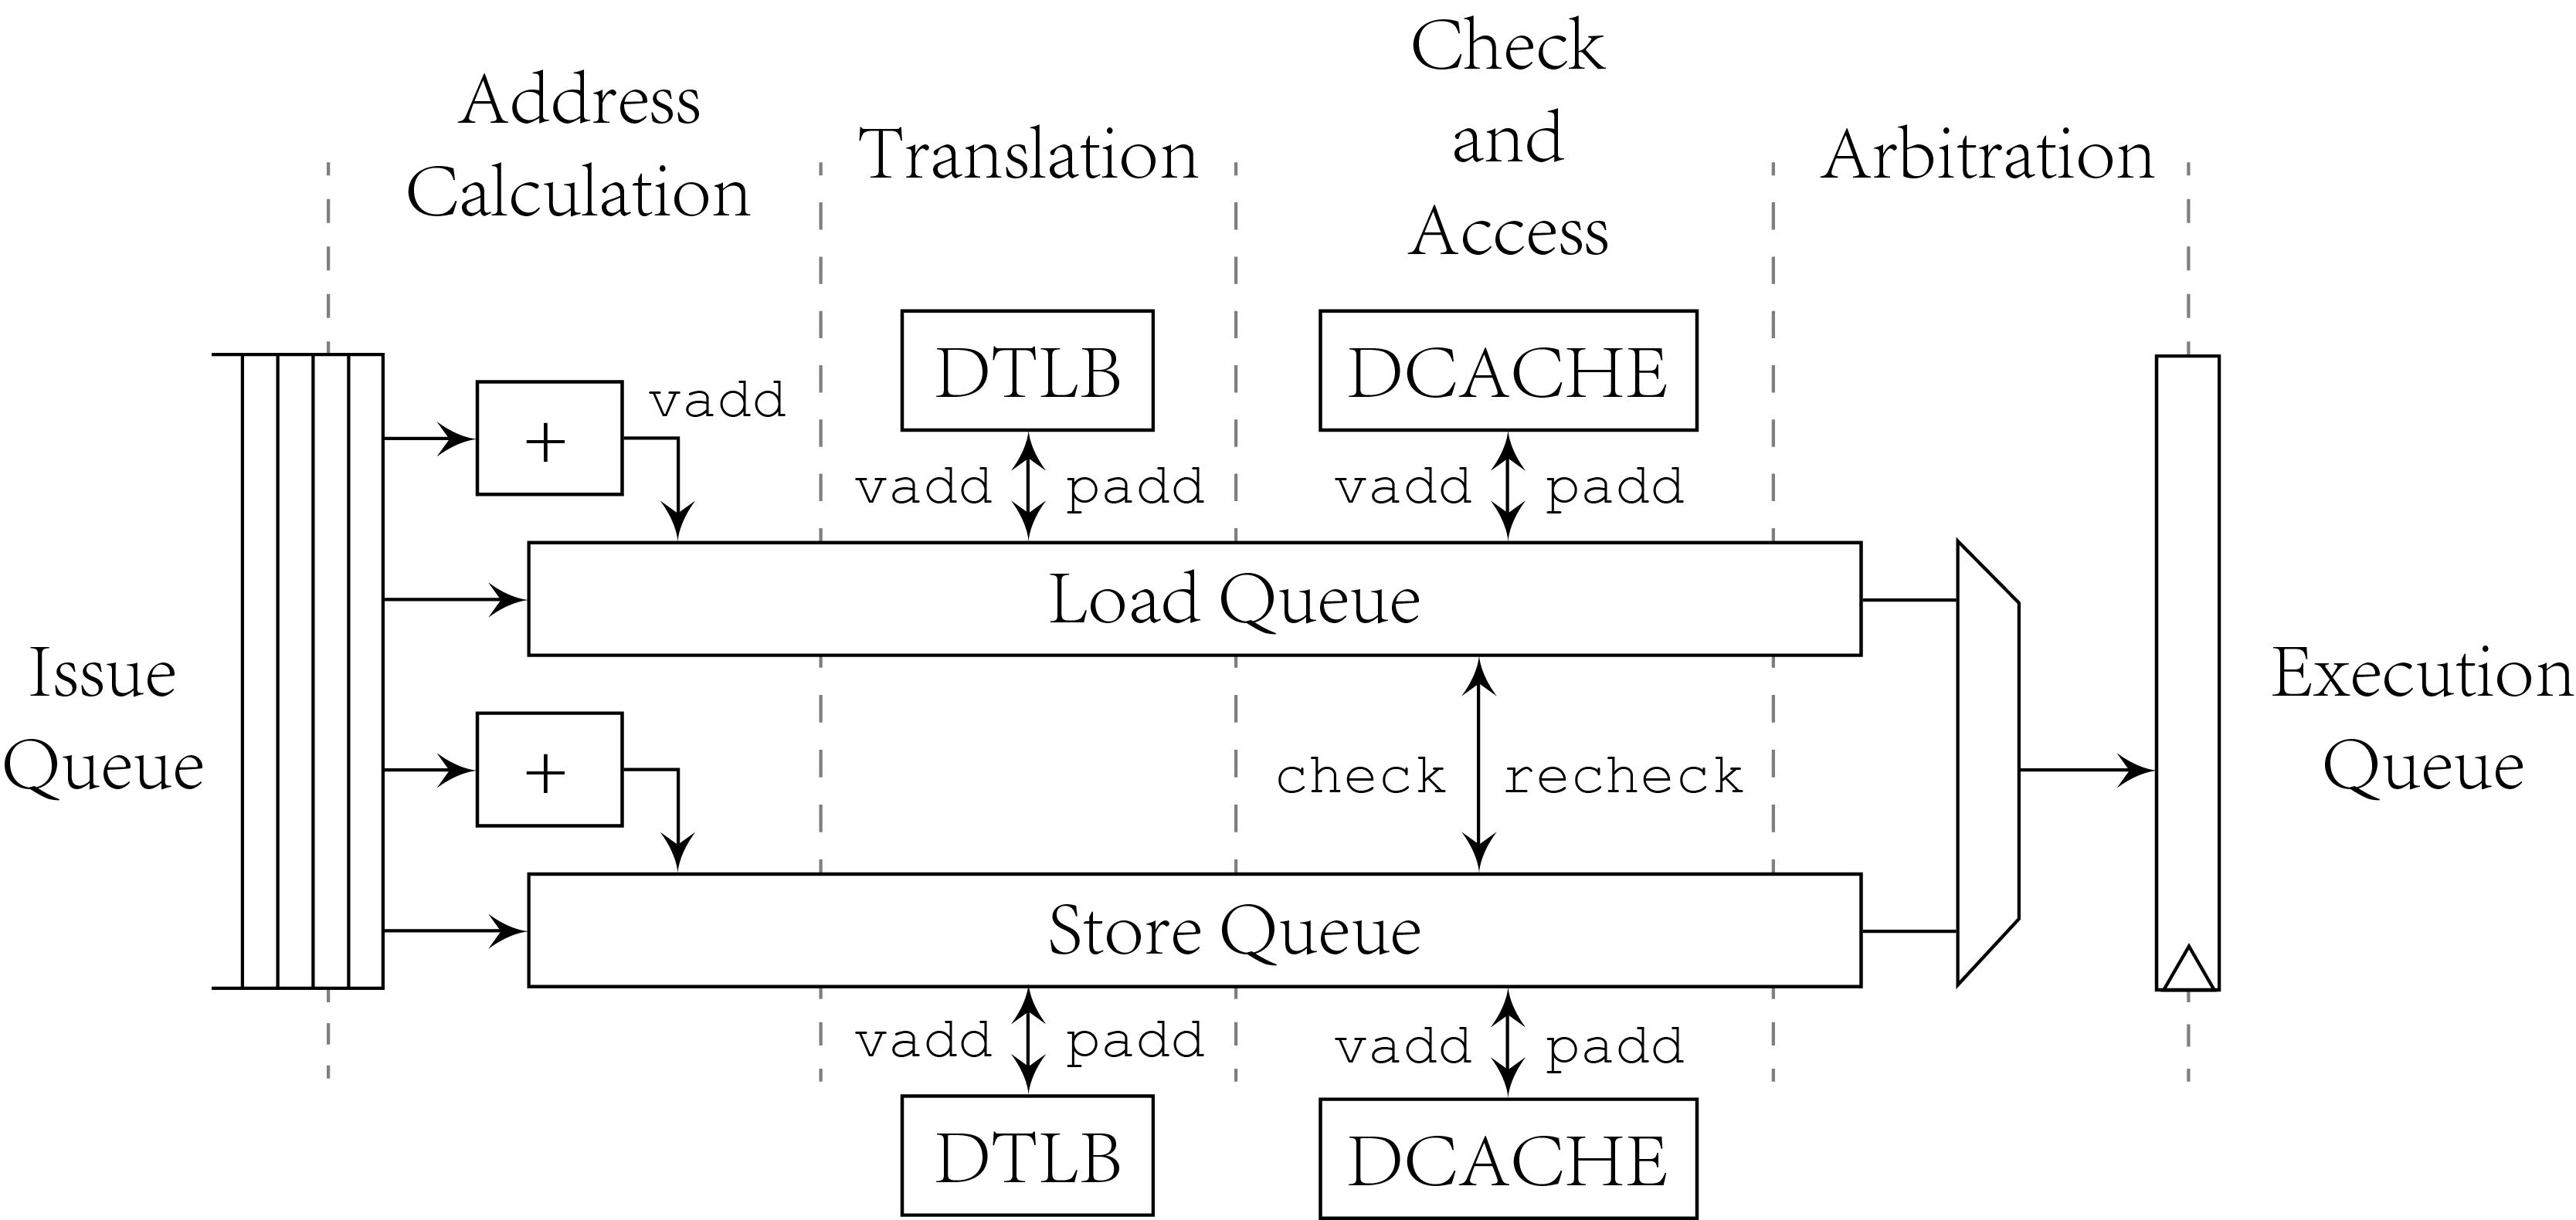 Address
Calculation
Translation
Check
and
Access
Arbitration
DTLB
DCACHE
+
vadd
vadd padd
vadd padd
Load Queue
Issue
Queue
+
check recheck
Execution
Queue
Store Queue
vadd padd
vadd padd
DTLB
DCACHE